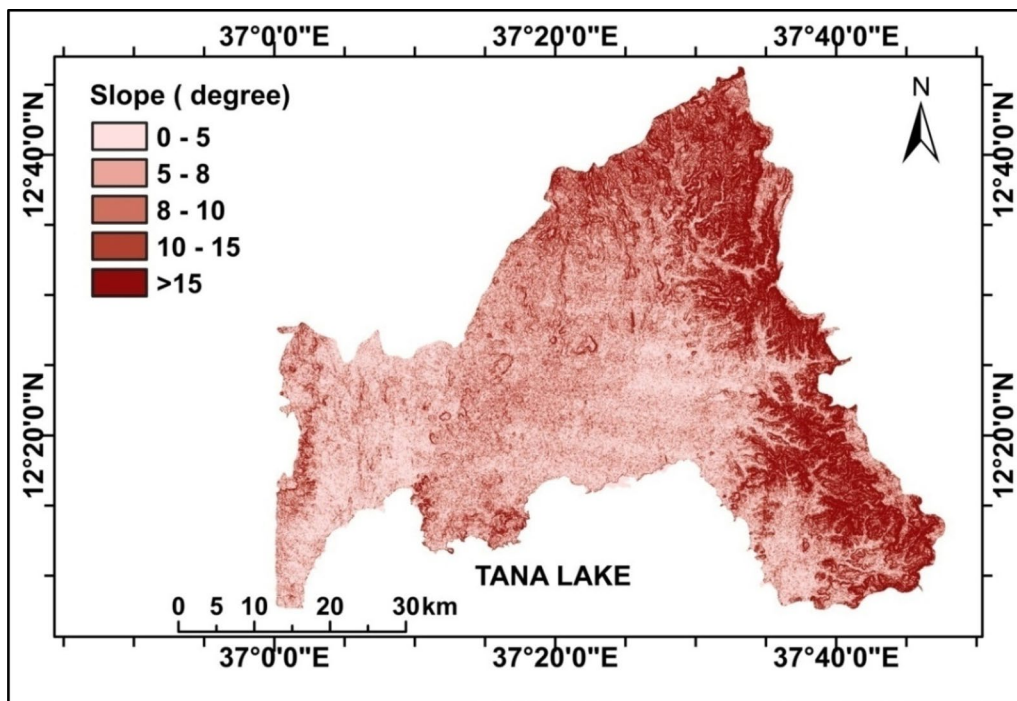 37°0'0"E 37°20'0"E 37°40'0"E
Slope ( degree)
0 - 5
5 - 8
8 - 10
10 - 15
>15
N
12°40'0"N
12°40'0"N
12°20'0"N
12°20'0"N
TANA LAKE
0 5 10 20 30km
37°0'0"E 37°20'0"E 37°40'0"E